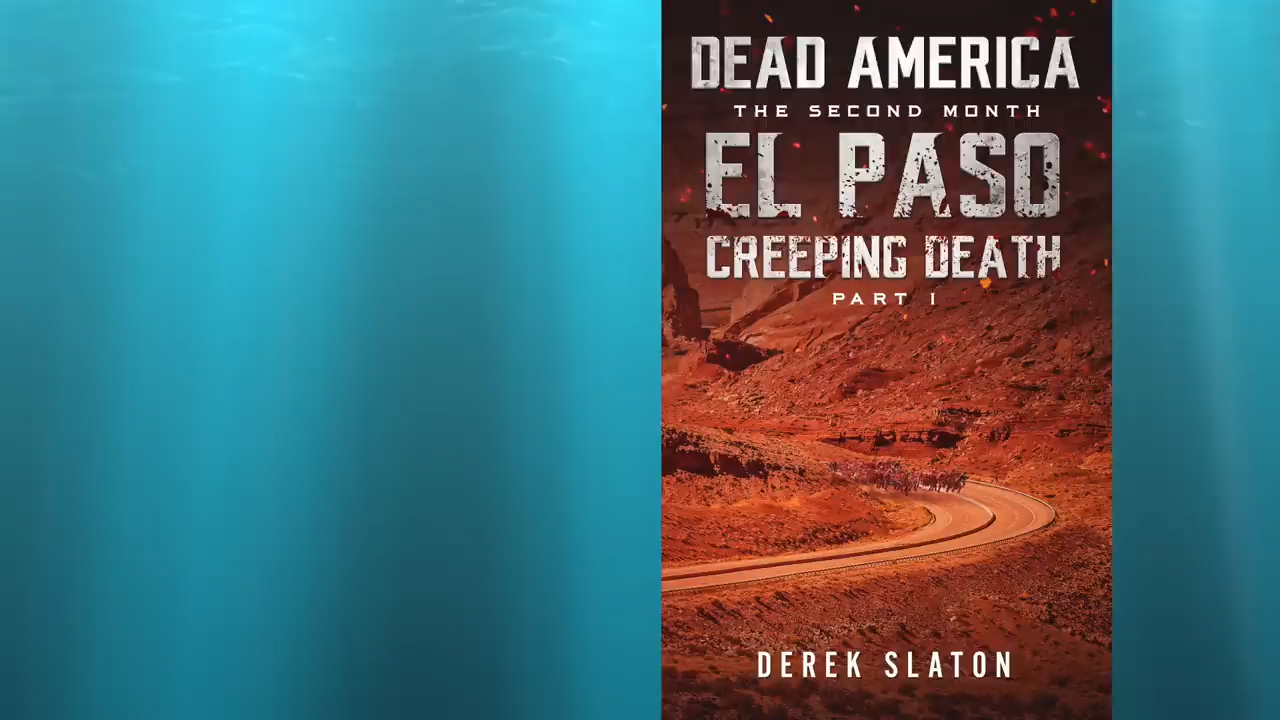 DEAD AMERICA
THE SECOND MONTH
EL PASO
CREEPING DEATH
PART I
DEREK SLATON